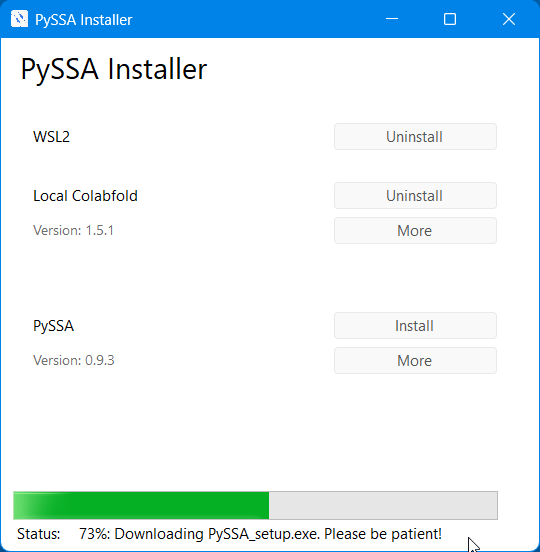 PySSA Installer
PySSA Installer
WSL2 Uninstall
Local Colabfold Uninstall
Version: 1.5.1 More
PySSA Install
Version: 0.9.3 More
Status: 73%: Downloading PySSA_setup.exe. Please be patient!